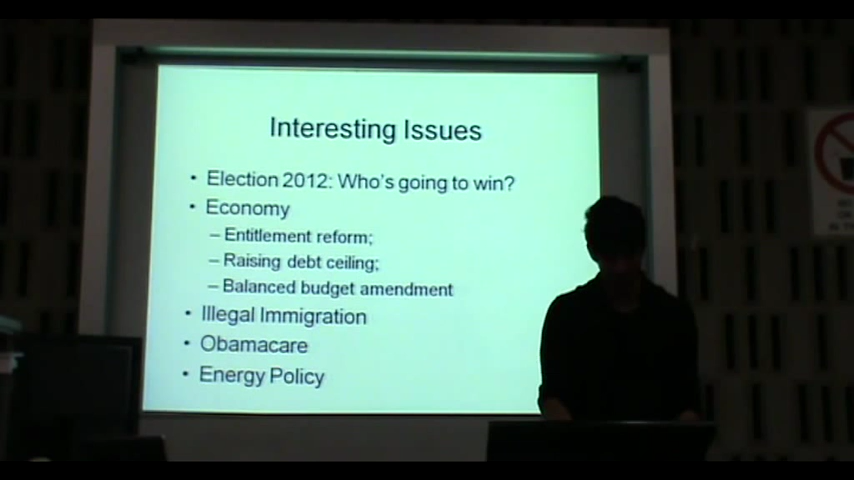 Interesting Issues
• Election 2012: Who's going to win?
• Economy
– Entitlement reform;
– Raising debt ceiling;
– Balanced budget amendment
• Illegal Immigration
• Obamacare
• Energy Policy